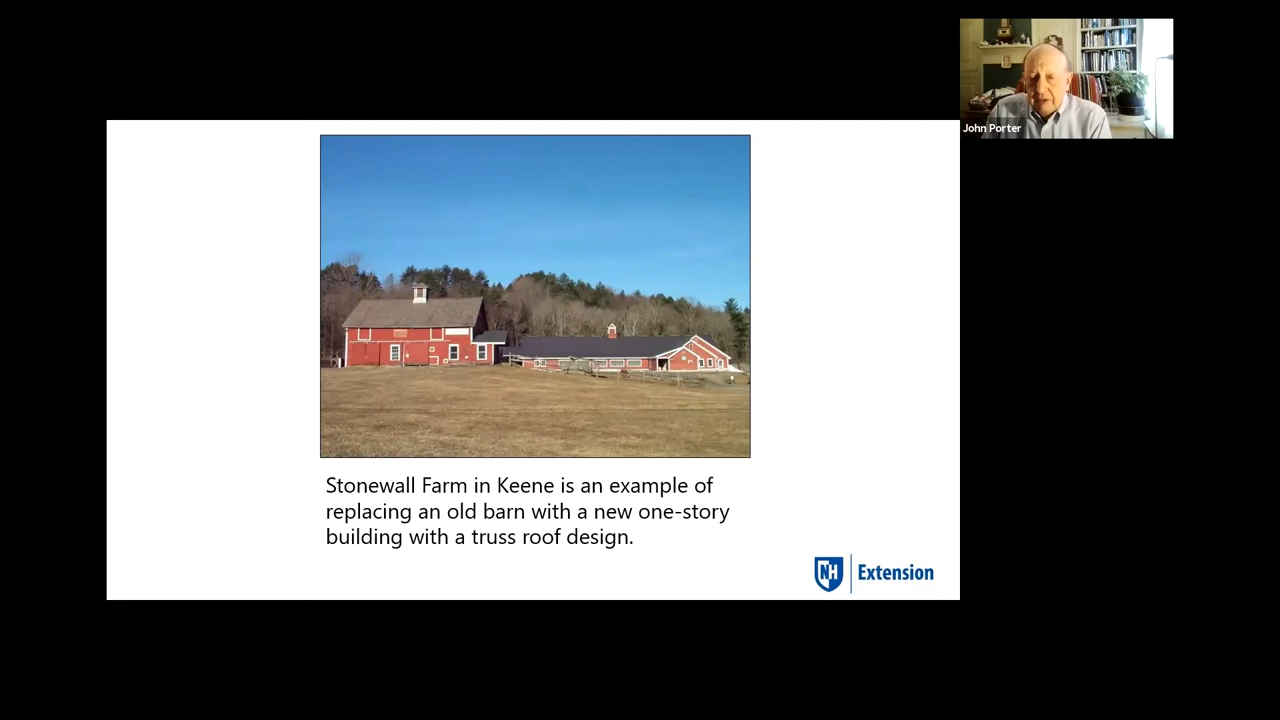 John Porter
Stonewall Farm in Keene is an example of
replacing an old barn with a new one-story
building with a truss roof design.
NH Extension